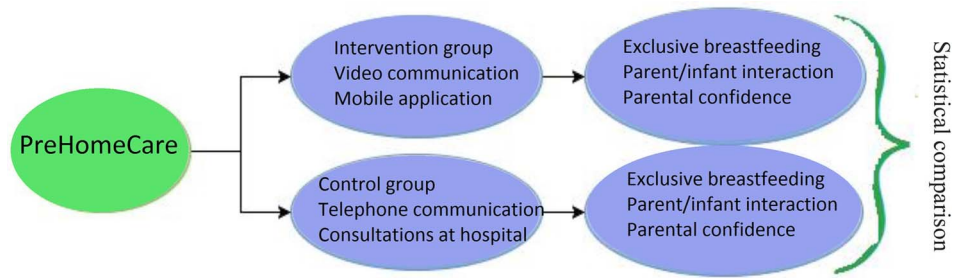 PreHomeCare
Intervention group
Video communication
Mobile application
Exclusive breastfeeding
Parent/infant interaction
Parental confidence
Control group
Telephone communication
Consultations at hospital
Exclusive breastfeeding
Parent/infant interaction
Parental confidence
Statistical comparison